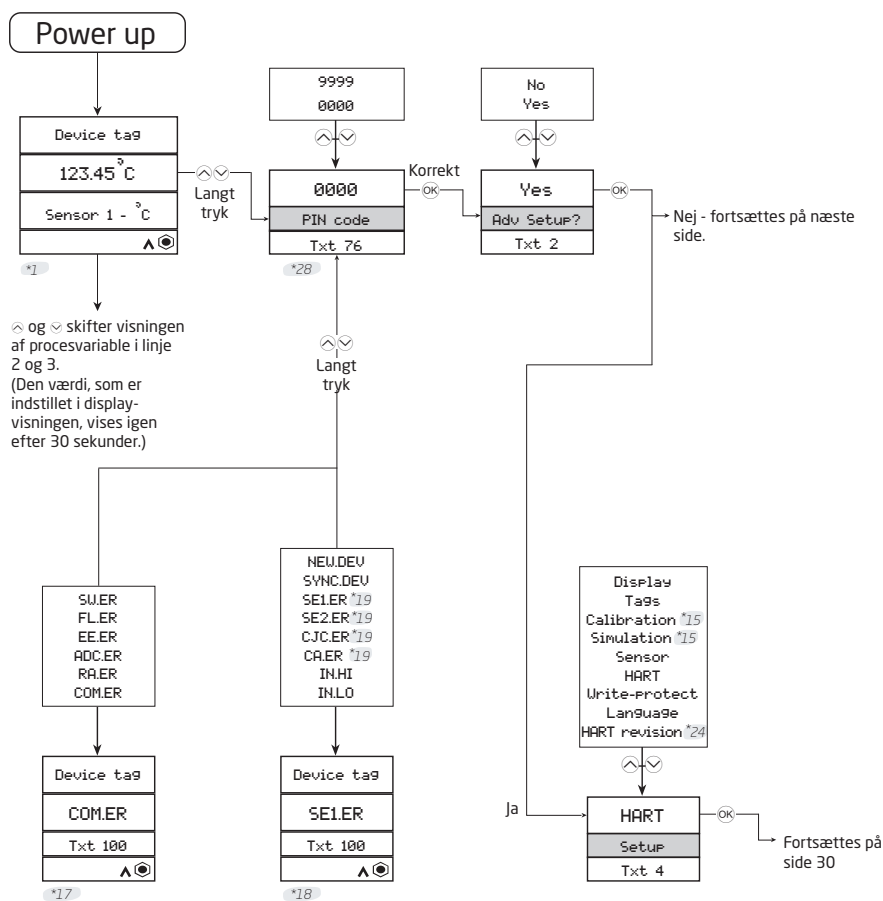 Power up
Device tag
123.45 °C
Sensor 1 - °C
*1
Langt
tryk
9999
0000
0000
PIN code
Txt 76
*28
Korrekt
OK
No
Yes
Yes
Adv Setup?
Txt 2
OK
Nej - fortsættes på næste
side.
og skifter visningen
af procesvariable i linje
2 og 3.
(Den værdi, som er
indstillet i display-
visningen, vises igen
efter 30 sekunder.)
Langt
tryk
SW.ER
FL.ER
EE.ER
ADC.ER
RA.ER
COM.ER
Device tag
COM.ER
Txt 100
*17
NEW.DEV
SYNC.DEV
SE1.ER *19
SE2.ER *19
CJC.ER *19
CA.ER *19
IN.HI
IN.LO
Device tag
SE1.ER
Txt 100
*18
Display
Tags
Calibration *15
Simulation *15
Sensor
HART
Write-protect
Language
HART revision *24
Ja
HART
Setup
Txt 4
OK
Fortsættes på
side 30